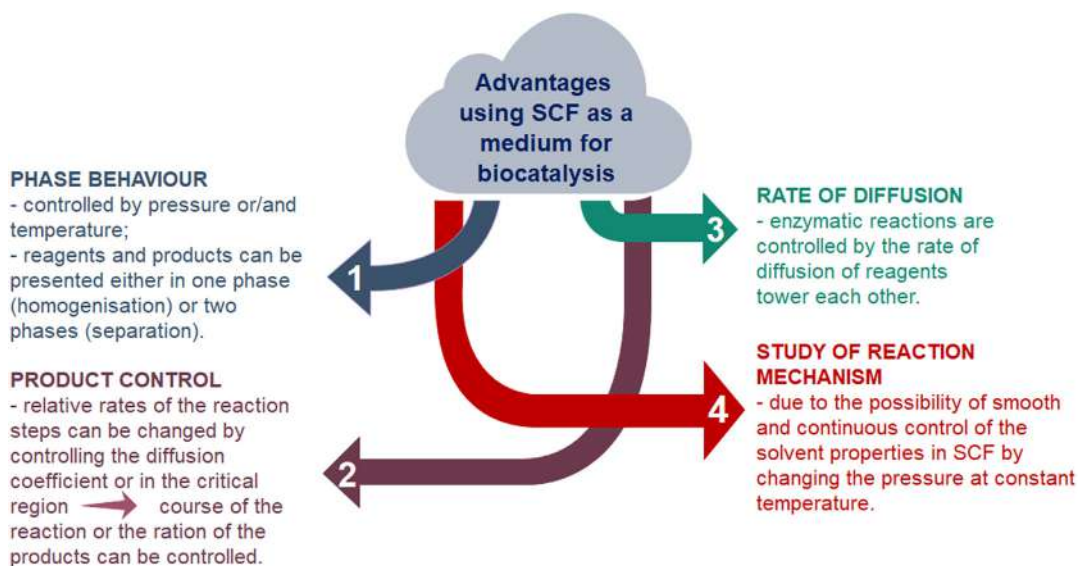 Advantages
using SCF as a
medium for
biocatalysis
PHASE BEHAVIOUR
- controlled by pressure or/and
temperature;
- reagents and products can be
presented either in one phase
(homogenisation) or two
phases (separation).
1
PRODUCT CONTROL
- relative rates of the reaction
steps can be changed by
controlling the diffusion
coefficient or in the critical
region course of the
reaction or the ration of the
products can be controlled.
2
RATE OF DIFFUSION
- enzymatic reactions are
controlled by the rate of
diffusion of reagents
tower each other.
3
STUDY OF REACTION
MECHANISM
- due to the possibility of smooth
and continuous control of the
solvent properties in SCF by
changing the pressure at constant
temperature.
4